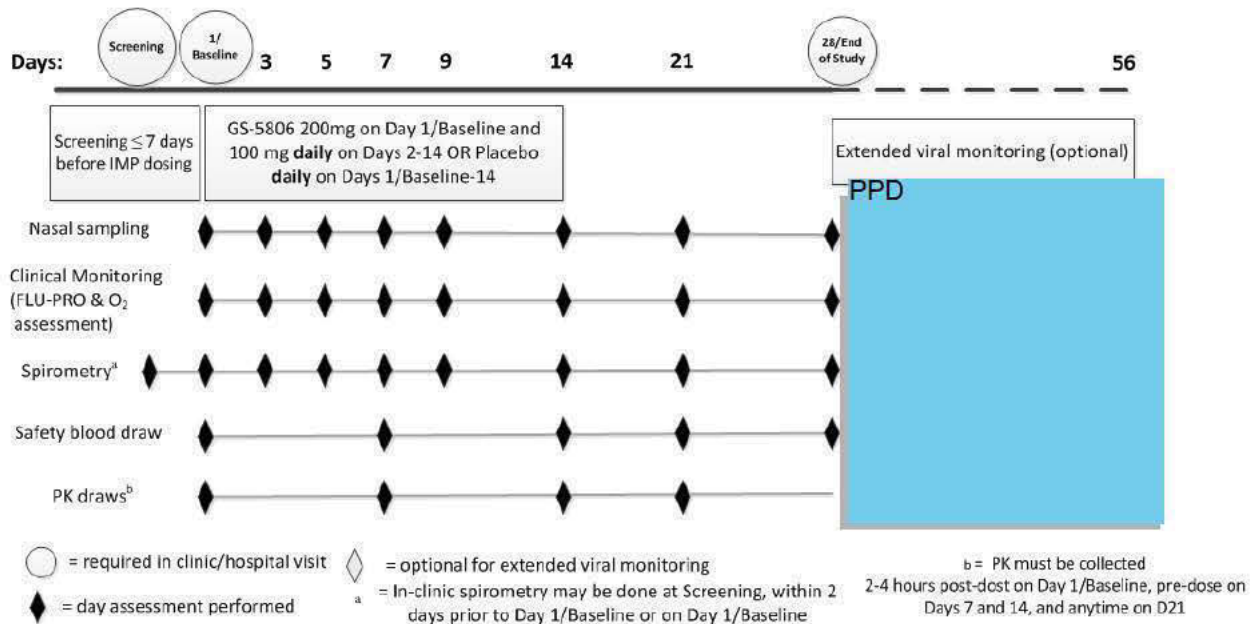 Screening
1/
Baseline
28/End
of Study
Days: 3 5 7 9 14 21 56
Screening ≤ 7 days
before IMP dosing
GS-5806 200mg on Day 1/Baseline and
100 mg daily on Days 2-14 OR Placebo
daily on Days 1/Baseline-14
Extended viral monitoring (optional)
PPD
Nasal sampling
Clinical Monitoring
(FLU-PRO & O₂
assessment)
Spirometryᵃ
Safety blood draw
PK drawsᵇ
= required in clinic/hospital visit
= day assessment performed
= optional for extended viral monitoring
ᵃ = In-clinic spirometry may be done at Screening, within 2
days prior to Day 1/Baseline or on Day 1/Baseline
b = PK must be collected
2-4 hours post-dost on Day 1/Baseline, pre-dose on
Days 7 and 14, and anytime on D21